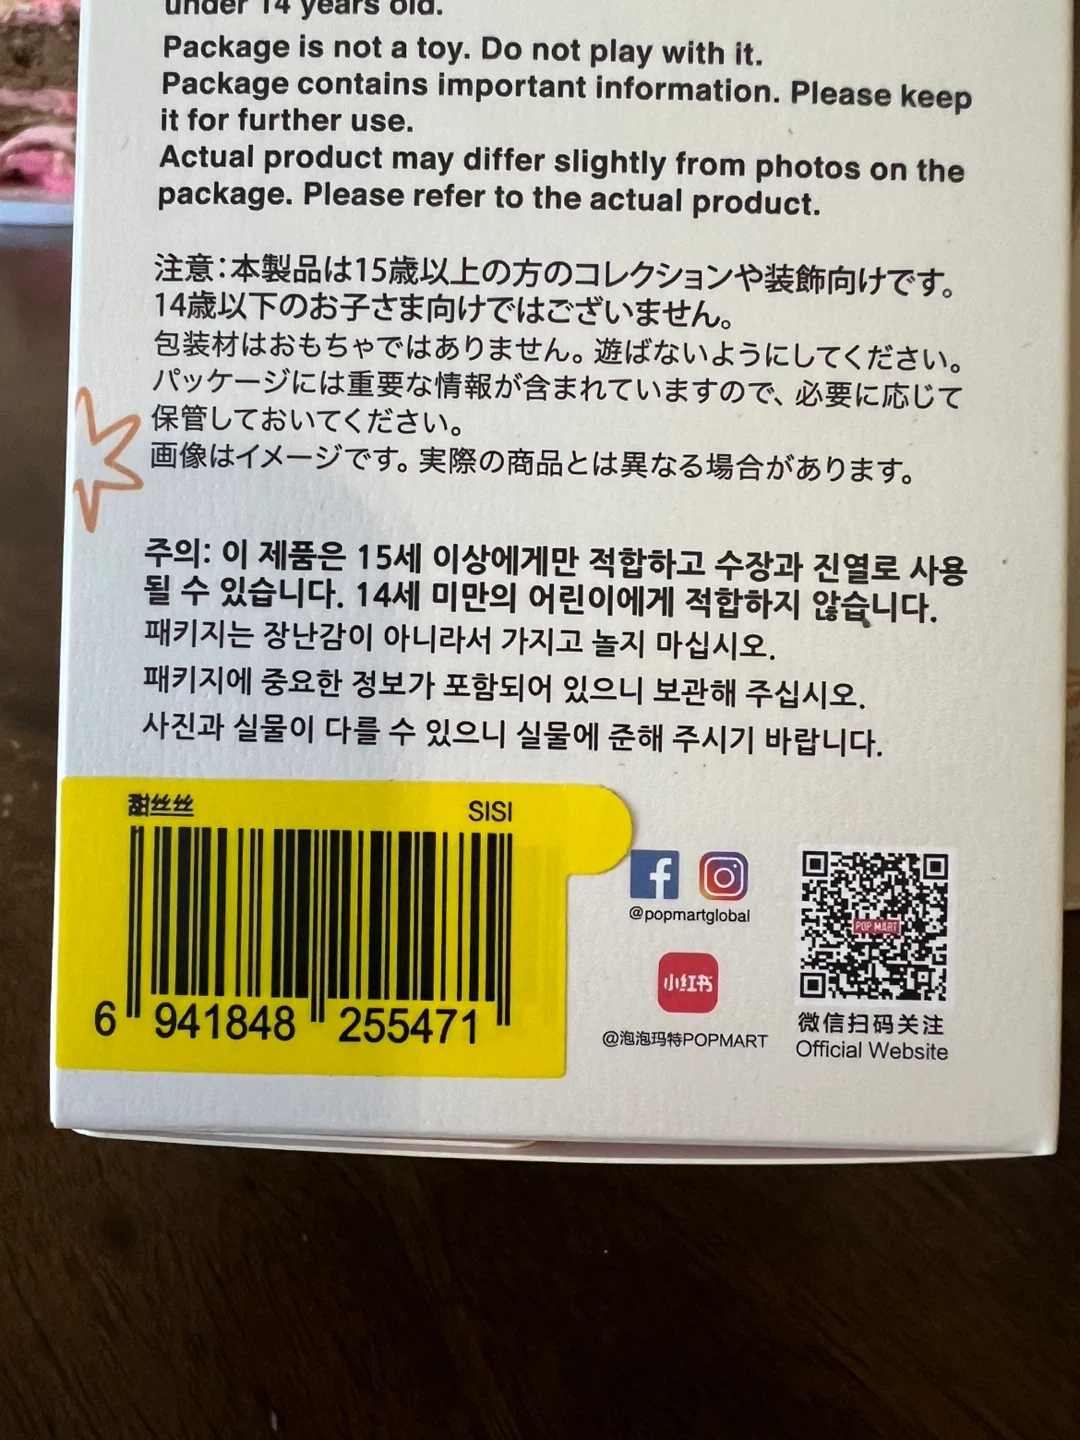 under 14 years old.
Package is not a toy. Do not play with it.
Package contains important information. Please keep
it for further use.
Actual product may differ slightly from photos on the
package. Please refer to the actual product.
注意：本製品は15歳以上の方のコレクションや装飾向けです。
14歳以下のお子さま向けではございません。
包装材はおもちゃではありません。遊ばないようにしてください。
パッケージには重要な情報が含まれていますので、必要に応じて
保管しておいてください。
画像はイメージです。実際の商品とは異なる場合があります。
주의: 이 제품은 15세 이상에게만 적합하고 수장과 진열로 사용
될 수 있습니다. 14세 미만의 어린이에게 적합하지 않습니다.
패키지는 장난감이 아니라서 가지고 놀지 마십시오.
패키지에 중요한 정보가 포함되어 있으니 보관해 주십시오.
사진과 실물이 다를 수 있으니 실물에 준해 주시기 바랍니다.
甜丝丝 SISI
6 941848 255471
@popmartglobal
小红书
@泡泡玛特POPMART
POP MART
微信扫码关注
Official Website